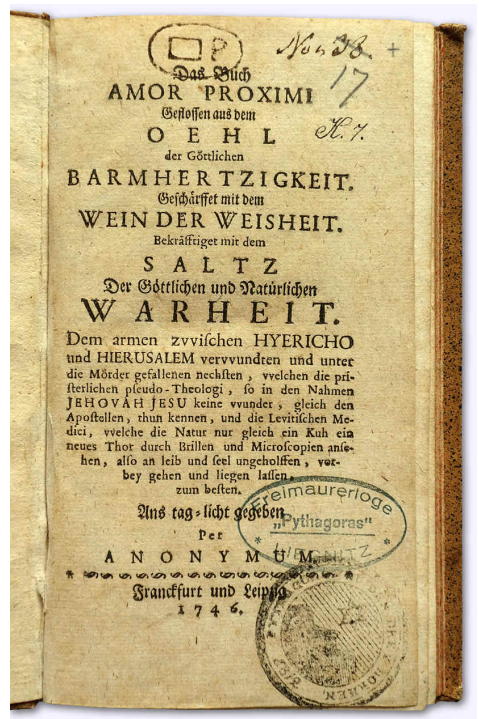 P
No. 38. +
17
Das Buch
AMOR PROXIMI
Geflossen aus dem
OEHL
H. 7.
der Göttlichen
BARMHERTZIGKEIT.
Geschärffet mit dem
WEIN DER WEISHEIT.
Bekräfftiget mit dem
SALTZ
Der Göttlichen und Natürlichen
WARHEIT.
Dem armen zvvischen HYERICHO
und HIERUSALEM vervvundten und unter
die Mörder gefallenen nechsten, vvelchen die pri-
sterlichen pseudo-Theologi, so in den Nahmen
JEHOVAH JESU keine vvunder, gleich den
Apostellen, thun kennen, und die Levitischen Me-
dici, vvelche die Natur nur gleich ein Kuh ein
neues Thor durch Brillen und Microscopien anse-
hen, also an leib und seel ungeholffen, vor-
bey gehen und liegen lassen,
zum besten.
Ans tag-licht gegeben
Per
ANONYMUM.
Freimaurerloge
„Pythagoras"
* LIEGNITZ *
Franckfurt und Leipzig
1746.